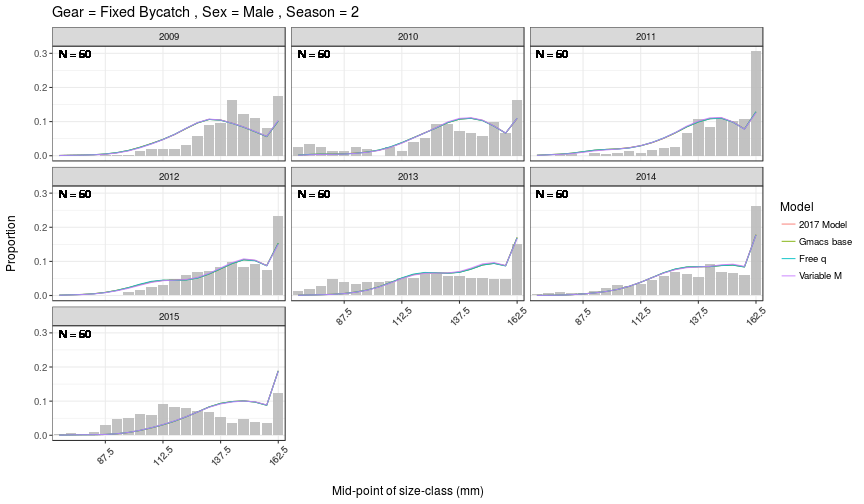 Gear = Fixed Bycatch , Sex = Male , Season = 2
2009
2010
2011
0.3
0.2
0.1
0.0
N = 60
N = 60
N = 60
2012
2013
2014
0.3
0.2
0.1
0.0
N = 60
N = 60
N = 60
87.5
112.5
137.5
162.5
87.5
112.5
137.5
162.5
2015
0.3
0.2
0.1
0.0
N = 60
87.5
112.5
137.5
162.5
Proportion
Mid-point of size-class (mm)
Model
2017 Model
Gmacs base
Free q
Variable M